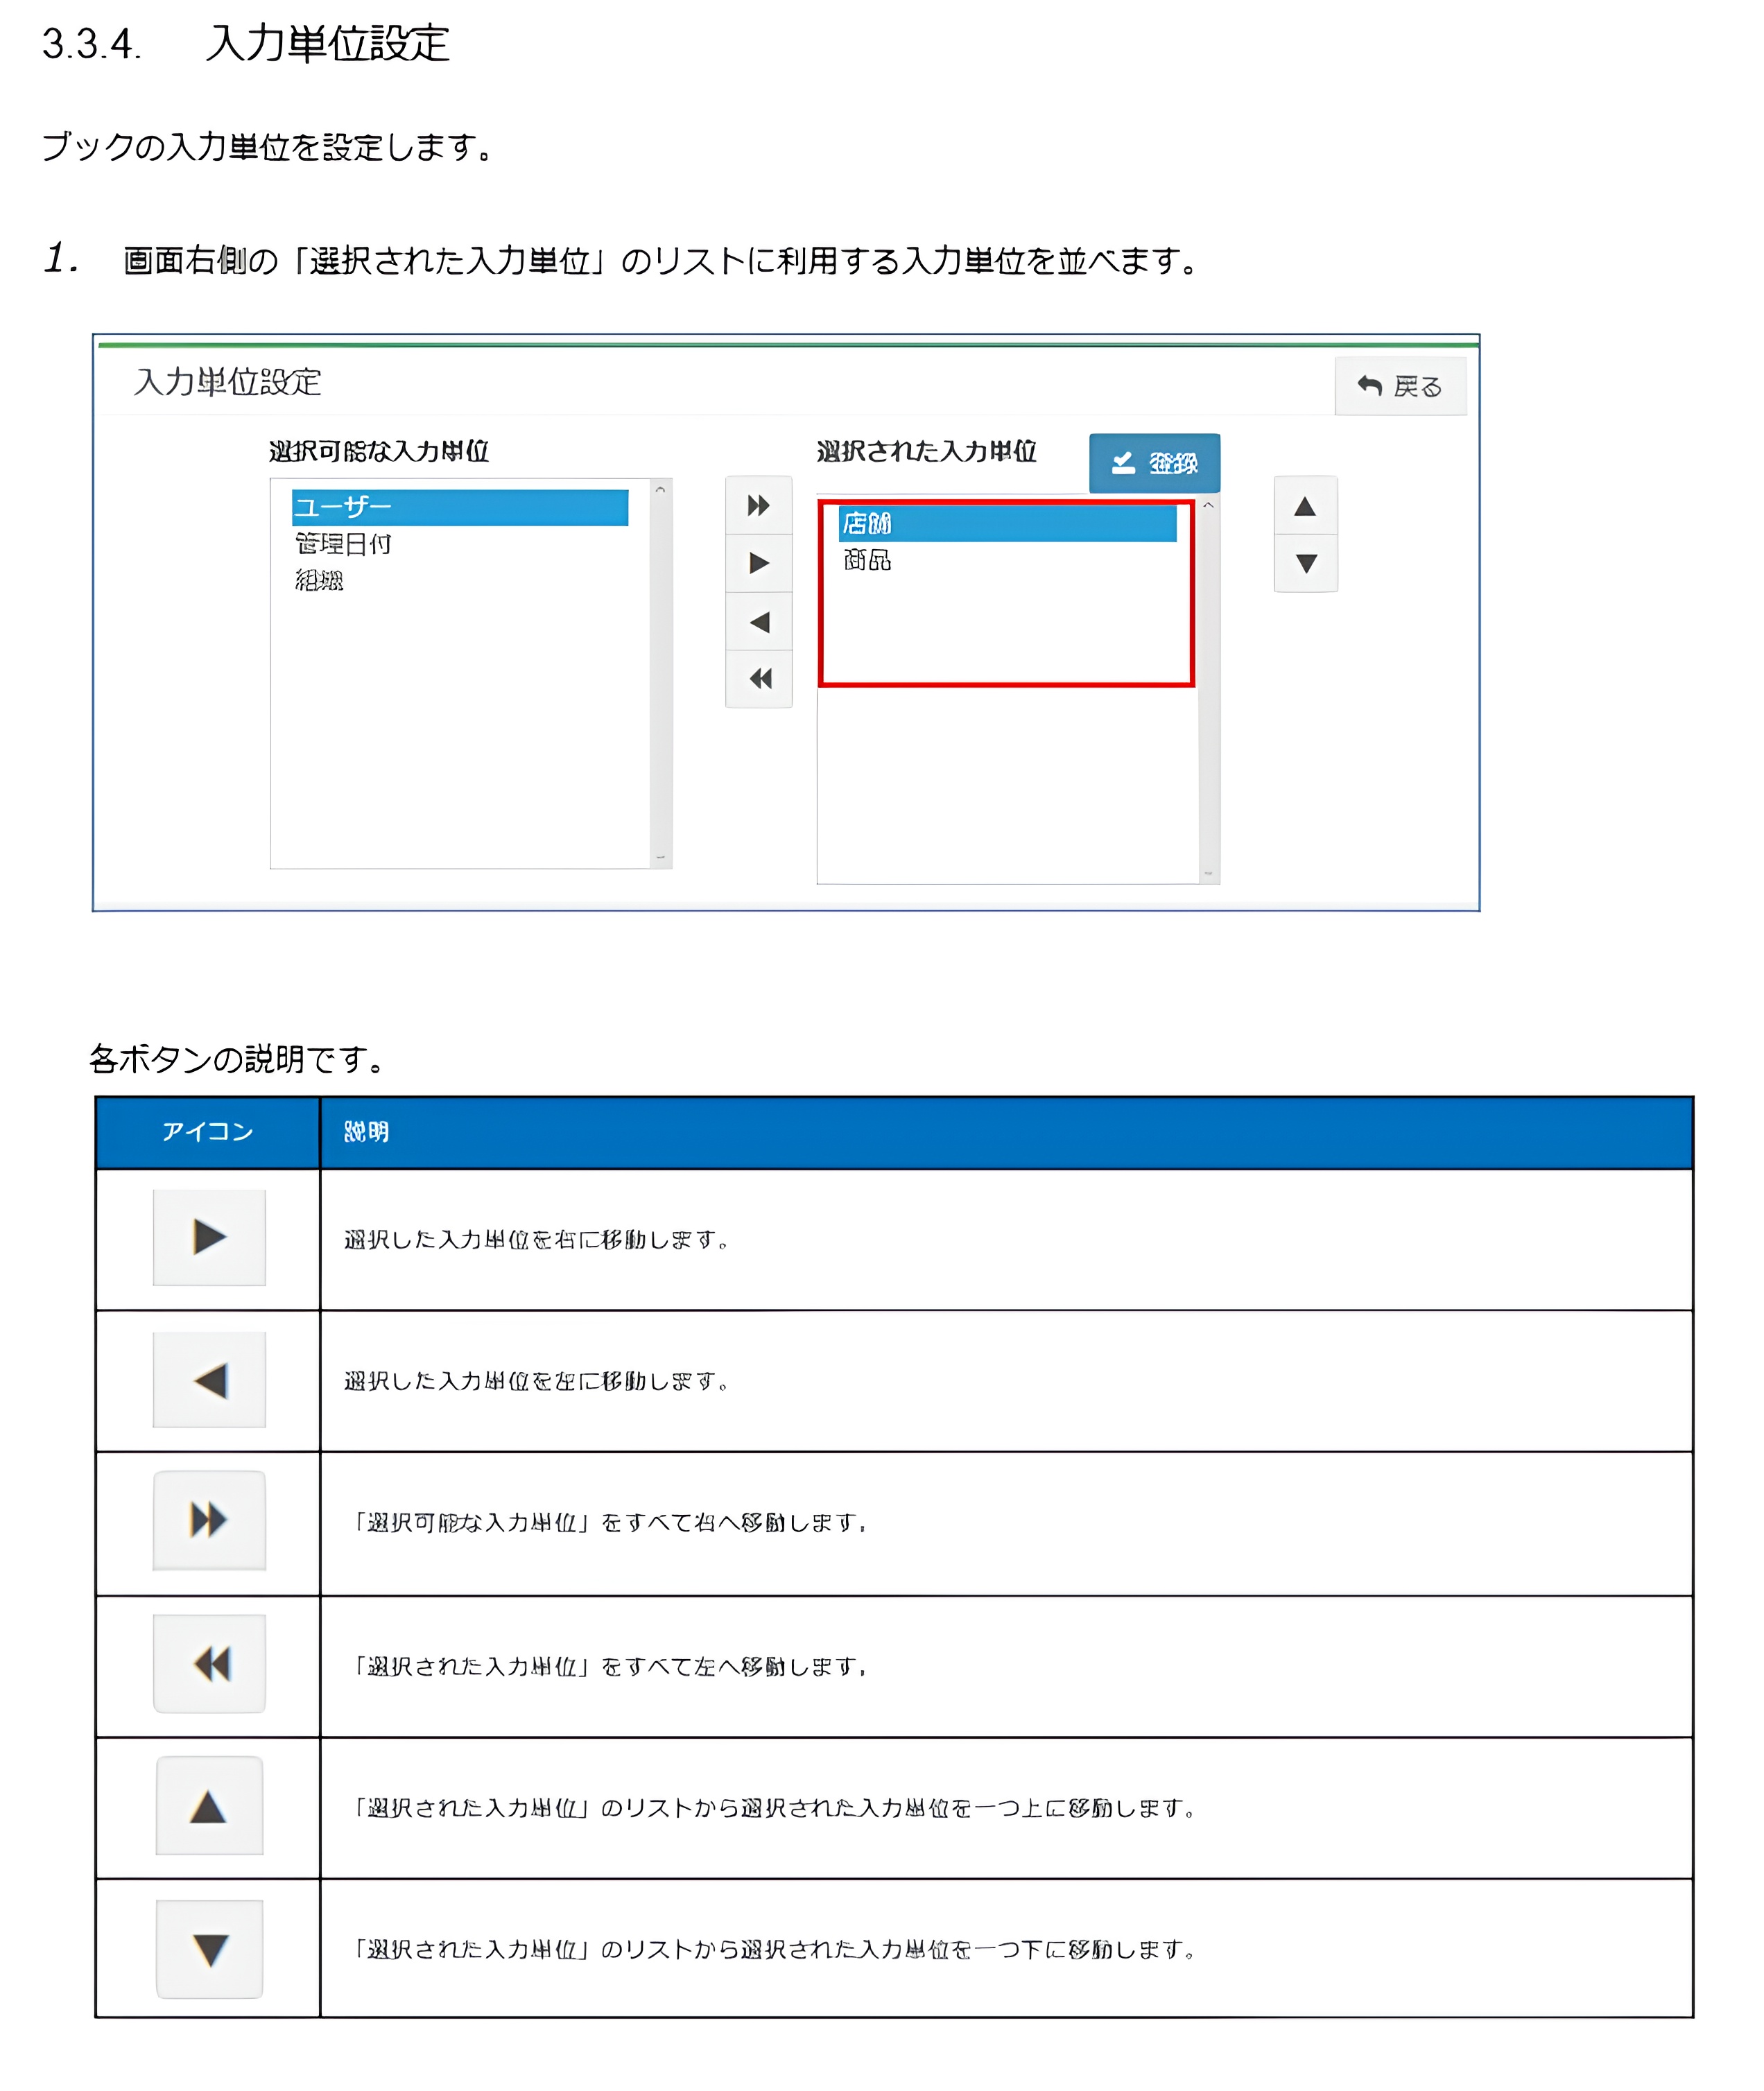 3.3.4. 入力単位設定
ブックの入力単位を設定します。
1. 画面右側の「選択された入力単位」のリストに利用する入力単位を並べます。
入力単位設定
戻る
選択可能な入力単位
選択された入力単位
登録
ユーザー
管理日付
組織
店舗
商品
各ボタンの説明です。
アイコン 説明
選択した入力単位を右に移動します。
選択した入力単位を左に移動します。
「選択可能な入力単位」をすべて右へ移動します。
「選択された入力単位」をすべて左へ移動します。
「選択された入力単位」のリストから選択された入力単位を一つ上に移動します。
「選択された入力単位」のリストから選択された入力単位を一つ下に移動します。